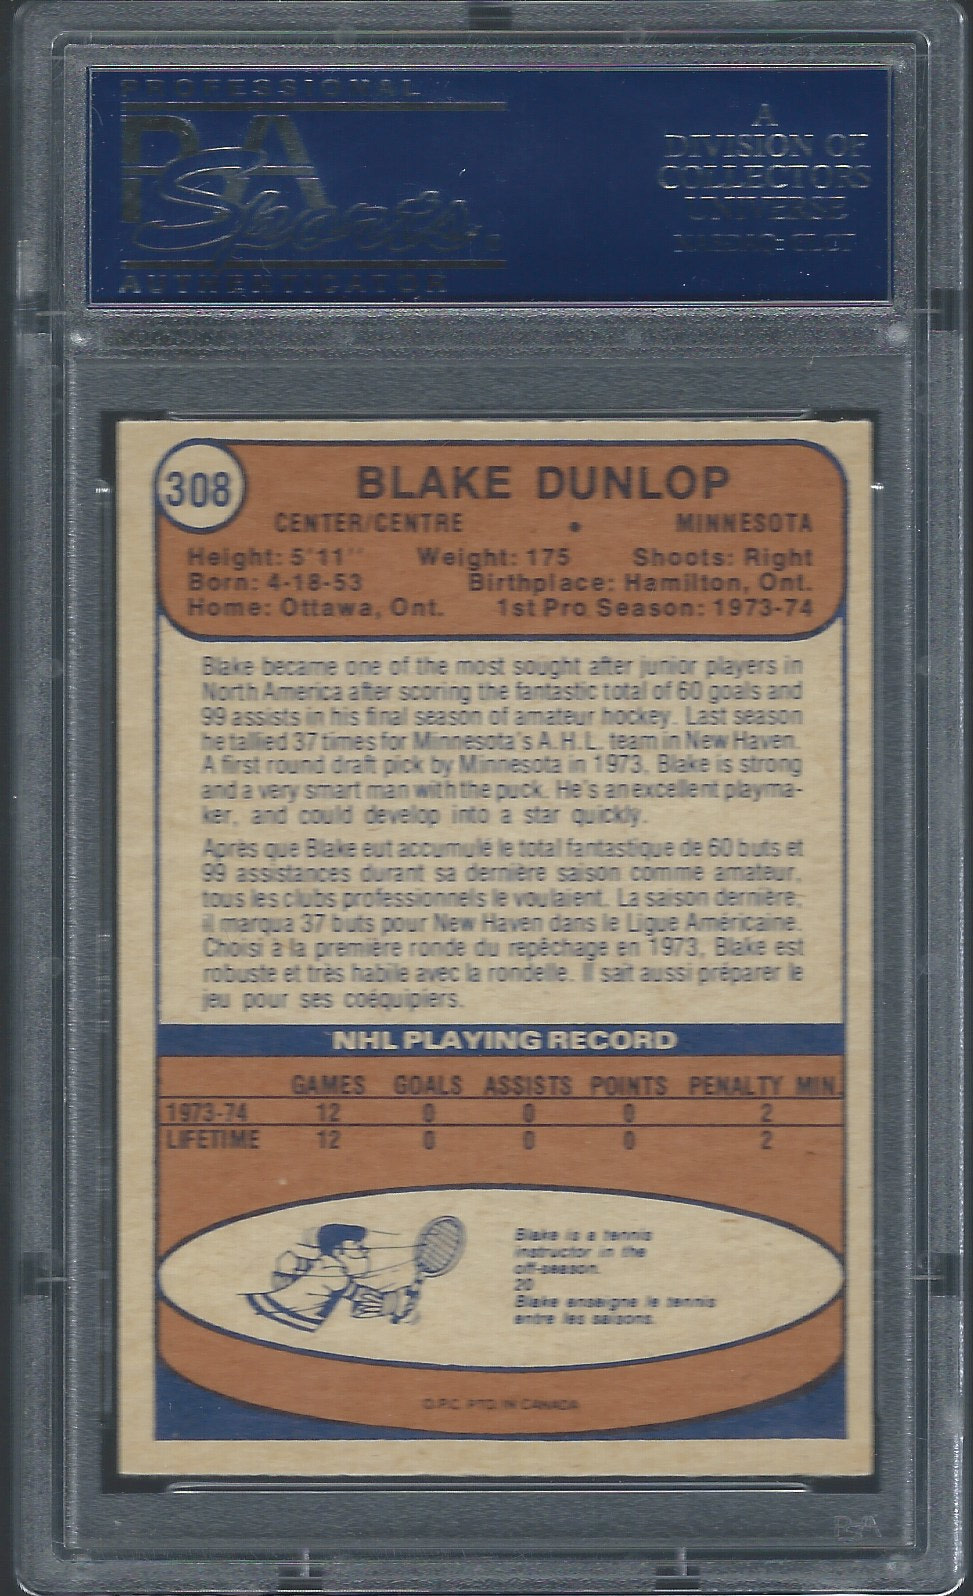 PROFESSIONAL
PSA
Sports
AUTHENTICATOR
A
DIVISION OF
COLLECTORS
UNIVERSE
NASDAQ: CLCT
308
BLAKE DUNLOP
CENTER/CENTRE • MINNESOTA
Height: 5'11'' Weight: 175 Shoots: Right
Born: 4-18-53 Birthplace: Hamilton, Ont.
Home: Ottawa, Ont. 1st Pro Season: 1973-74
Blake became one of the most sought after junior players in
North America after scoring the fantastic total of 60 goals and
99 assists in his final season of amateur hockey. Last season
he tallied 37 times for Minnesota's A.H.L. team in New Haven.
A first round draft pick by Minnesota in 1973, Blake is strong
and a very smart man with the puck. He's an excellent playma-
ker, and could develop into a star quickly.
Après que Blake eut accumulé le total fantastique de 60 buts et
99 assistances durant sa dernière saison comme amateur,
tous les clubs professionnels le voulaient. La saison dernière,
il marqua 37 buts pour New Haven dans le Ligue Américaine.
Choisi à la première ronde du repêchage en 1973, Blake est
robuste et très habile avec la rondelle. Il sait aussi préparer le
jeu pour ses coéquipiers.
NHL PLAYING RECORD
GAMES GOALS ASSISTS POINTS PENALTY MIN.
1973-74 12 0 0 0 2
LIFETIME 12 0 0 0 2
Blake is a tennis
instructor in the
off-season.
20
Blake enseigne le tennis
entre les saisons.
O.P.C. PTD. IN CANADA
PSA